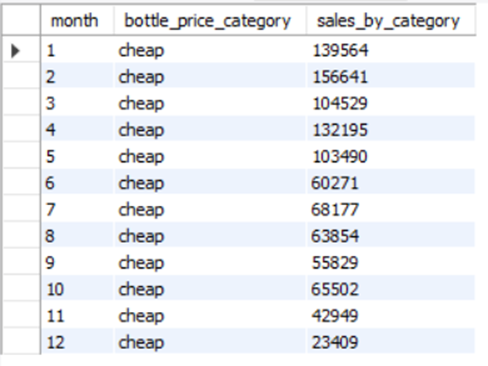 month bottle_price_category sales_by_category
1 cheap 139564
2 cheap 156641
3 cheap 104529
4 cheap 132195
5 cheap 103490
6 cheap 60271
7 cheap 68177
8 cheap 63854
9 cheap 55829
10 cheap 65502
11 cheap 42949
12 cheap 23409